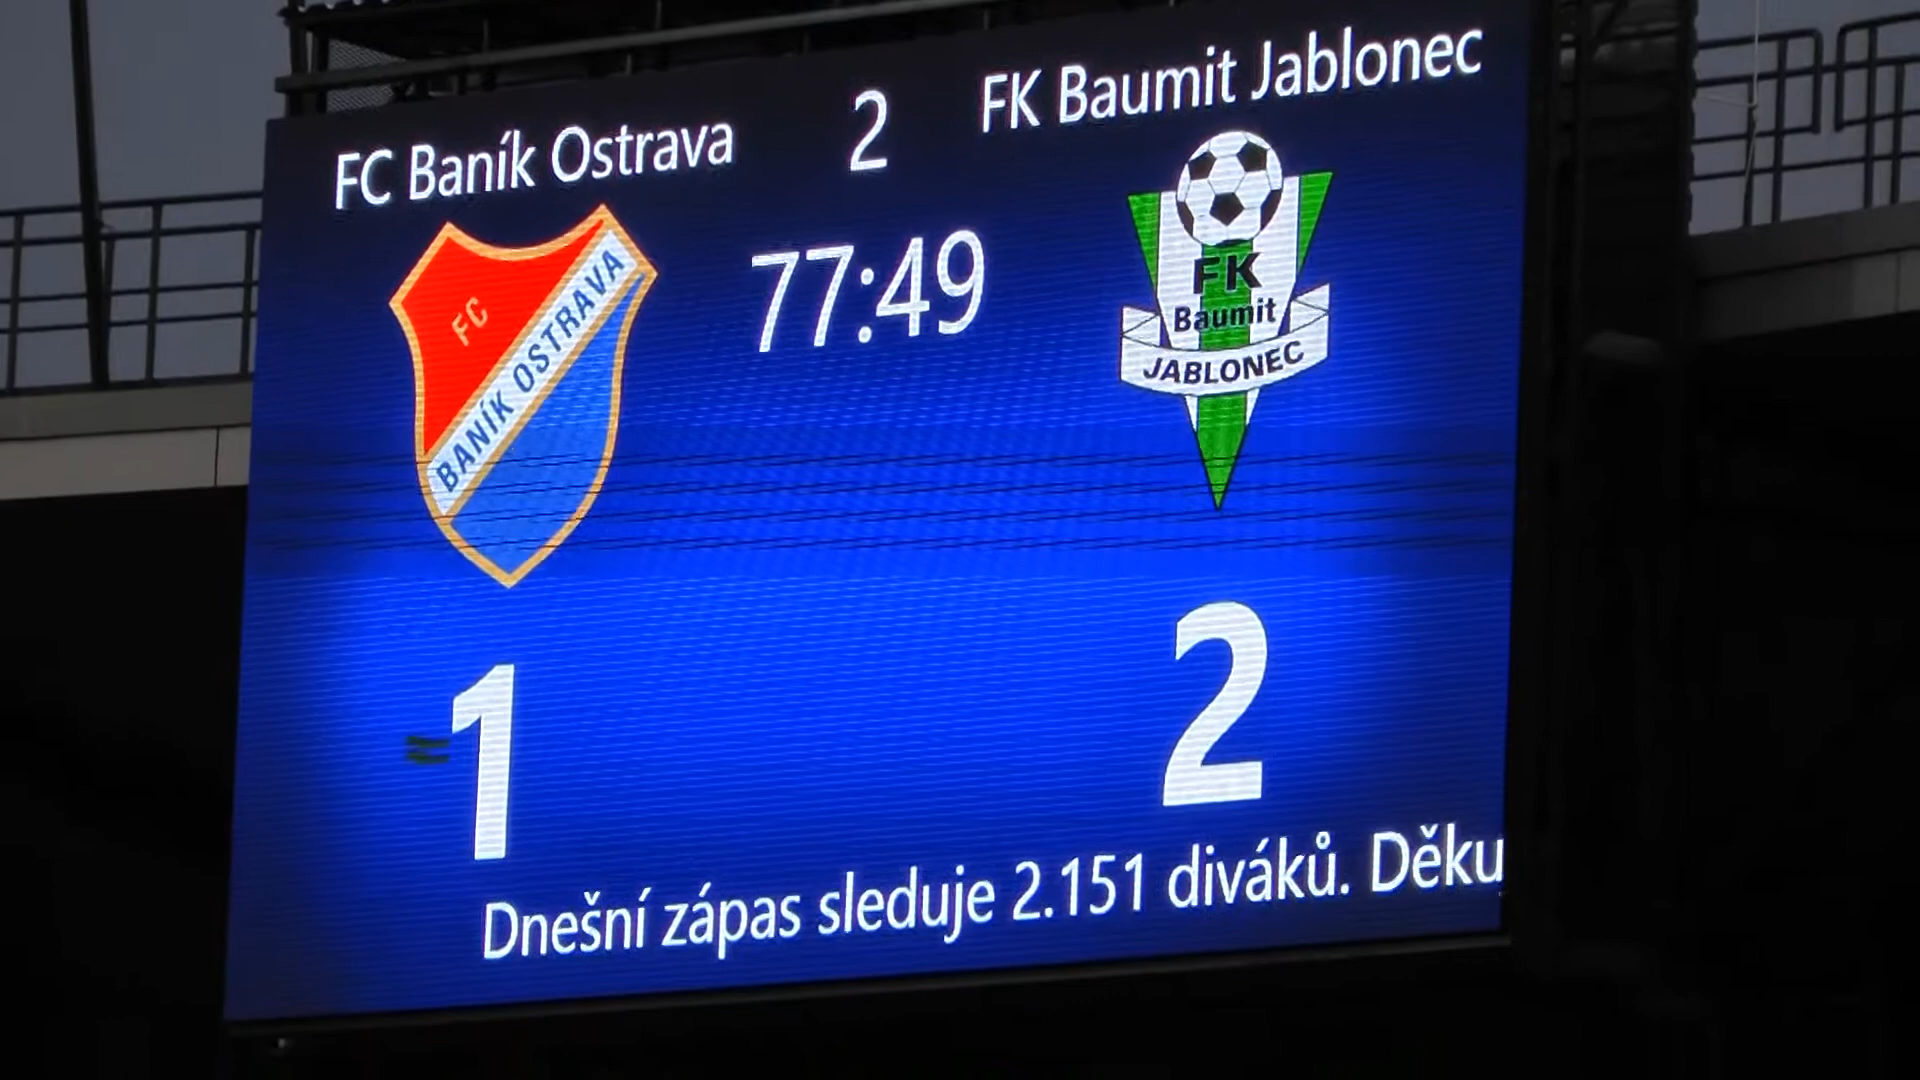 FC Baník Ostrava
2
FK Baumit Jablonec
77:49
FC
BANÍK OSTRAVA
FK
Baumit
JABLONEC
1
2
Dnešní zápas sleduje 2.151 diváků. Děku